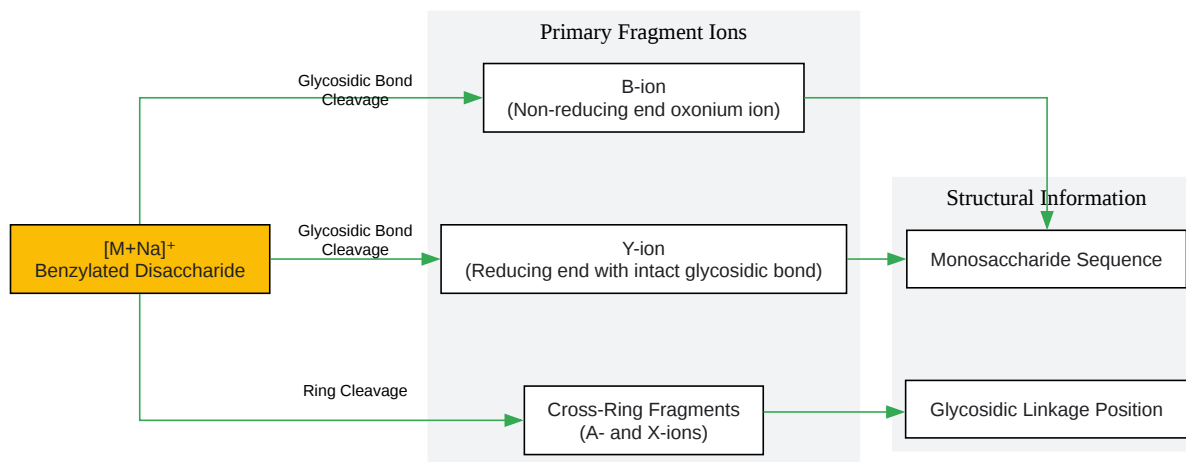 Primary Fragment Ions
Glycosidic Bond
Cleavage
B-ion
(Non-reducing end oxonium ion)
Structural Information
[M+Na]⁺
Benzylated Disaccharide
Glycosidic Bond
Cleavage
Y-ion
(Reducing end with intact glycosidic bond)
Monosaccharide Sequence
Ring Cleavage
Cross-Ring Fragments
(A- and X-ions)
Glycosidic Linkage Position